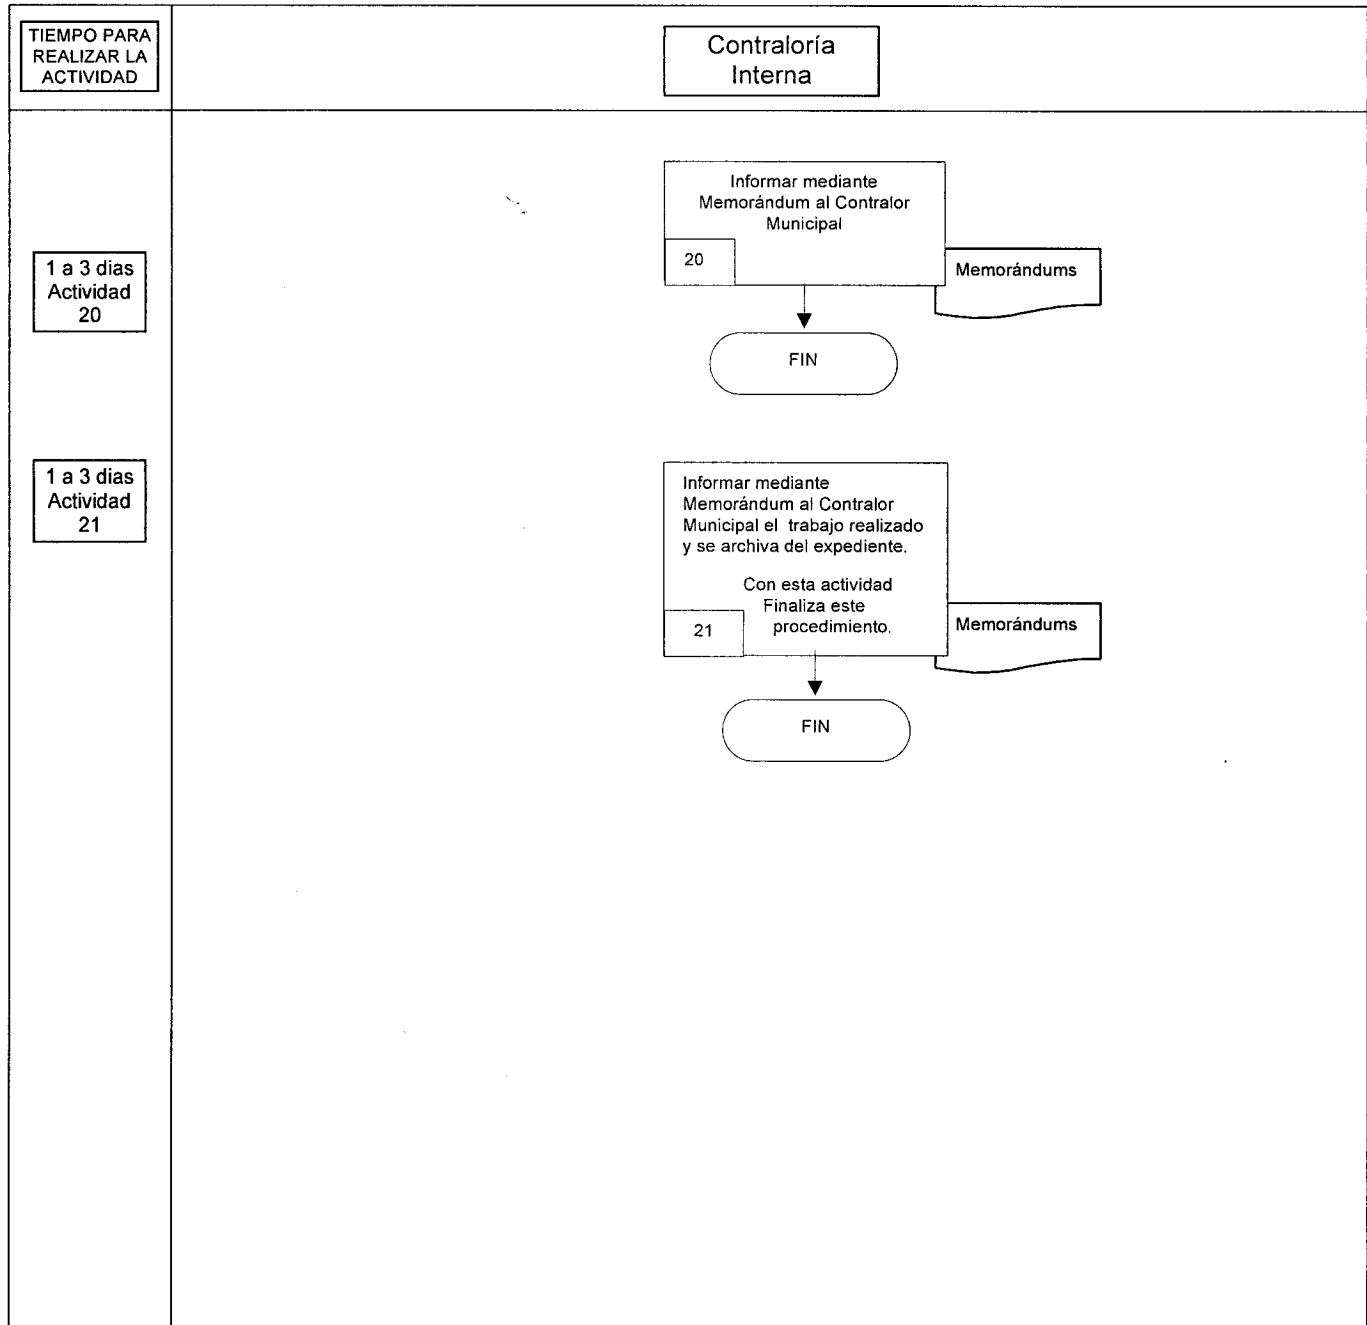 TIEMPO PARA
REALIZAR LA
ACTIVIDAD
Contraloría
Interna
1 a 3 dias
Actividad
20
Informar mediante
Memorándum al Contralor
Municipal
20
Memorándums
FIN
1 a 3 dias
Actividad
21
Informar mediante
Memorándum al Contralor
Municipal el trabajo realizado
y se archiva del expediente.
Con esta actividad
Finaliza este
procedimiento.
21
Memorándums
FIN